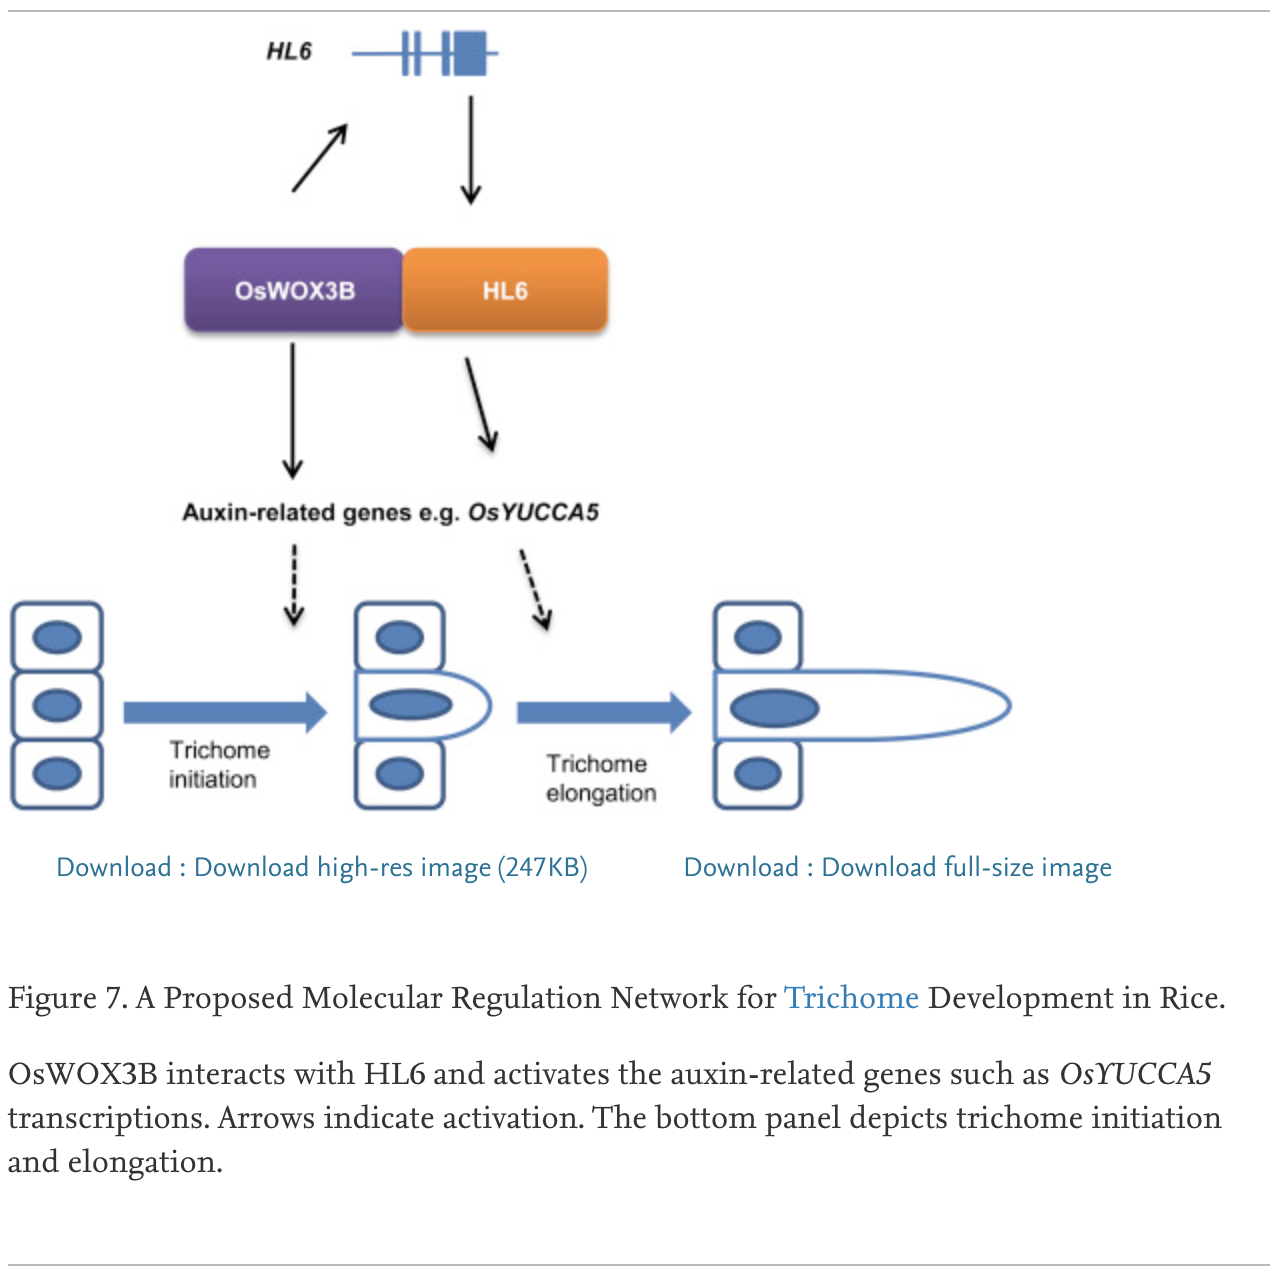 HL6
OsWOX3B
HL6
Auxin-related genes e.g. OsYUCCA5
Trichome
initiation
Trichome
elongation
Download : Download high-res image (247KB)
Download : Download full-size image
Figure 7. A Proposed Molecular Regulation Network for Trichome Development in Rice.
OsWOX3B interacts with HL6 and activates the auxin-related genes such as OsYUCCA5
transcriptions. Arrows indicate activation. The bottom panel depicts trichome initiation
and elongation.